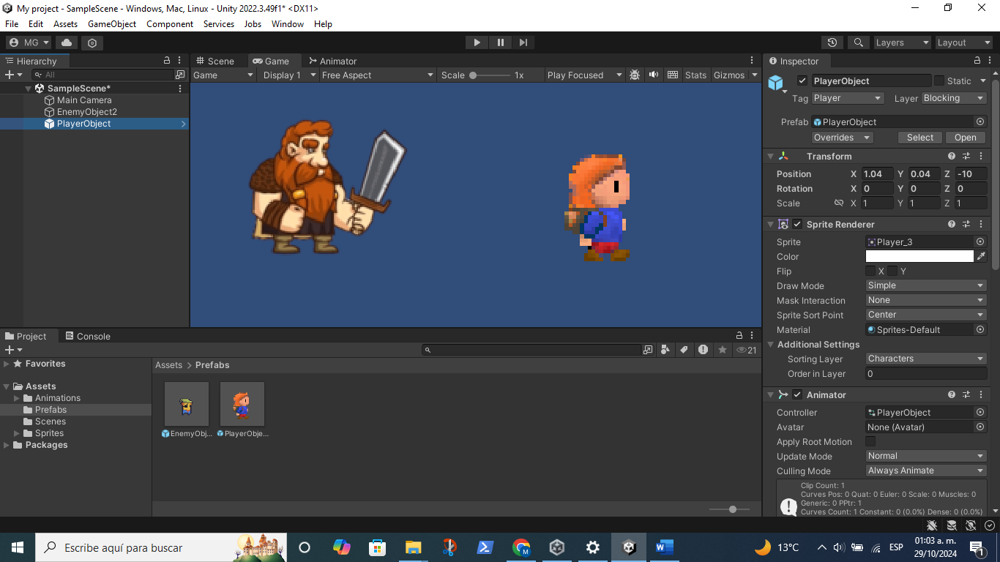 My project - SampleScene - Windows, Mac, Linux - Unity 2022.3.49f1* <DX11>
File Edit Assets GameObject Component Services Jobs Window Help
MG Layers Layout
Hierarchy
All
SampleScene*
Main Camera
EnemyObject2
PlayerObject
Scene Game Animator
Game Display 1 Free Aspect Scale 1x Play Focused Stats Gizmos
Inspector
PlayerObject Static
Tag Player Layer Blocking
Prefab PlayerObject
Overrides Select Open
Transform
Position X 1.04 Y 0.04 Z -10
Rotation X 0 Y 0 Z 0
Scale X 1 Y 1 Z 1
Sprite Renderer
Sprite Player_3
Color
Flip X Y
Draw Mode Simple
Mask Interaction None
Sprite Sort Point Center
Material Sprites-Default
Additional Settings
Sorting Layer Characters
Order in Layer 0
Animator
Controller PlayerObject
Avatar None (Avatar)
Apply Root Motion
Update Mode Normal
Culling Mode Always Animate
Clip Count: 1
Curves Pos: 0 Quat: 0 Euler: 0 Scale: 0 Muscles: 0
Generic: 0 PPtr: 1
Curves Count: 1 Constant: 0 (0.0%) Dense: 0 (0.0%)
Project Console
21
Favorites
Assets
Animations
Prefabs
Scenes
Sprites
Packages
Assets > Prefabs
EnemyObj... PlayerObje...
Escribe aquí para buscar
13°C
ESP
01:03 a. m.
29/10/2024
1